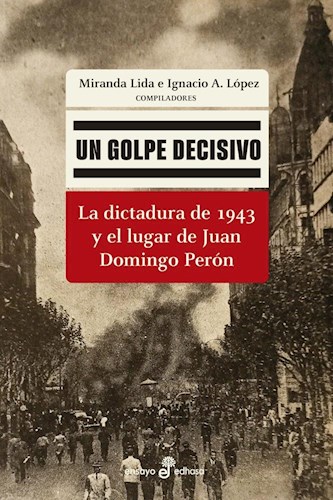 Miranda Lida e Ignacio A. López
COMPILADORES
UN GOLPE DECISIVO
La dictadura de 1943
y el lugar de Juan
Domingo Perón
ensayo edhasa